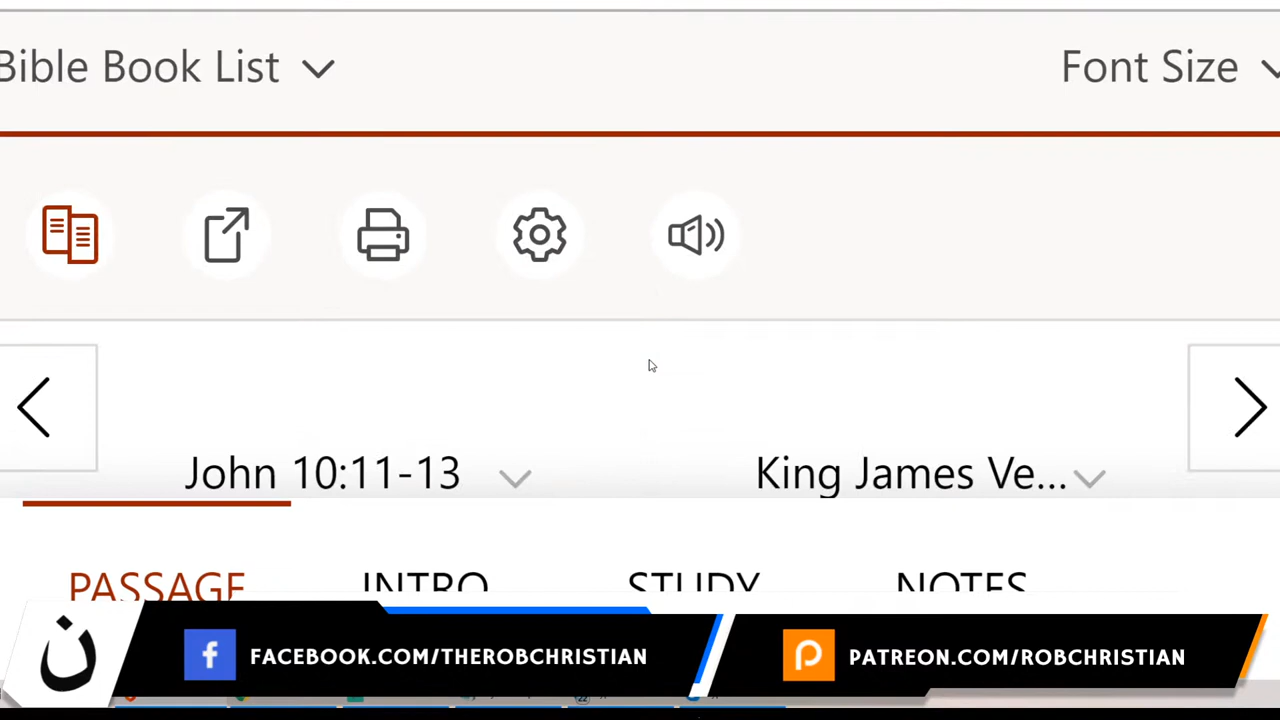 Bible Book List
Font Size
John 10:11-13
King James Ve...
PASSAGE
INTRO
STUDY
NOTES
ن
FACEBOOK.COM/THEROBCHRISTIAN
PATREON.COM/ROBCHRISTIAN